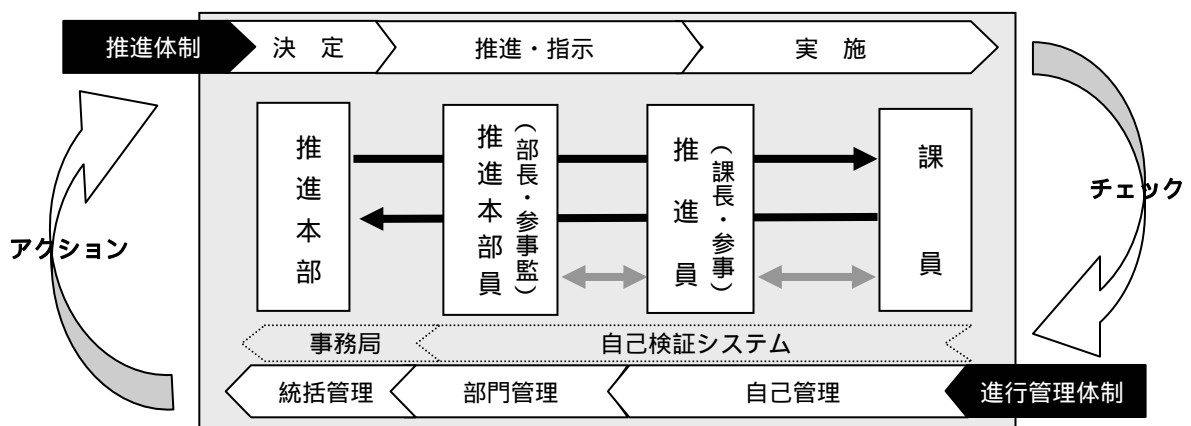 推進体制
決　定
推進・指示
実　施
推進本部
推進本部員
（部長・参事監）
推進員
（課長・参事）
課員
チェック
アクション
事務局
自己検証システム
統括管理
部門管理
自己管理
進行管理体制